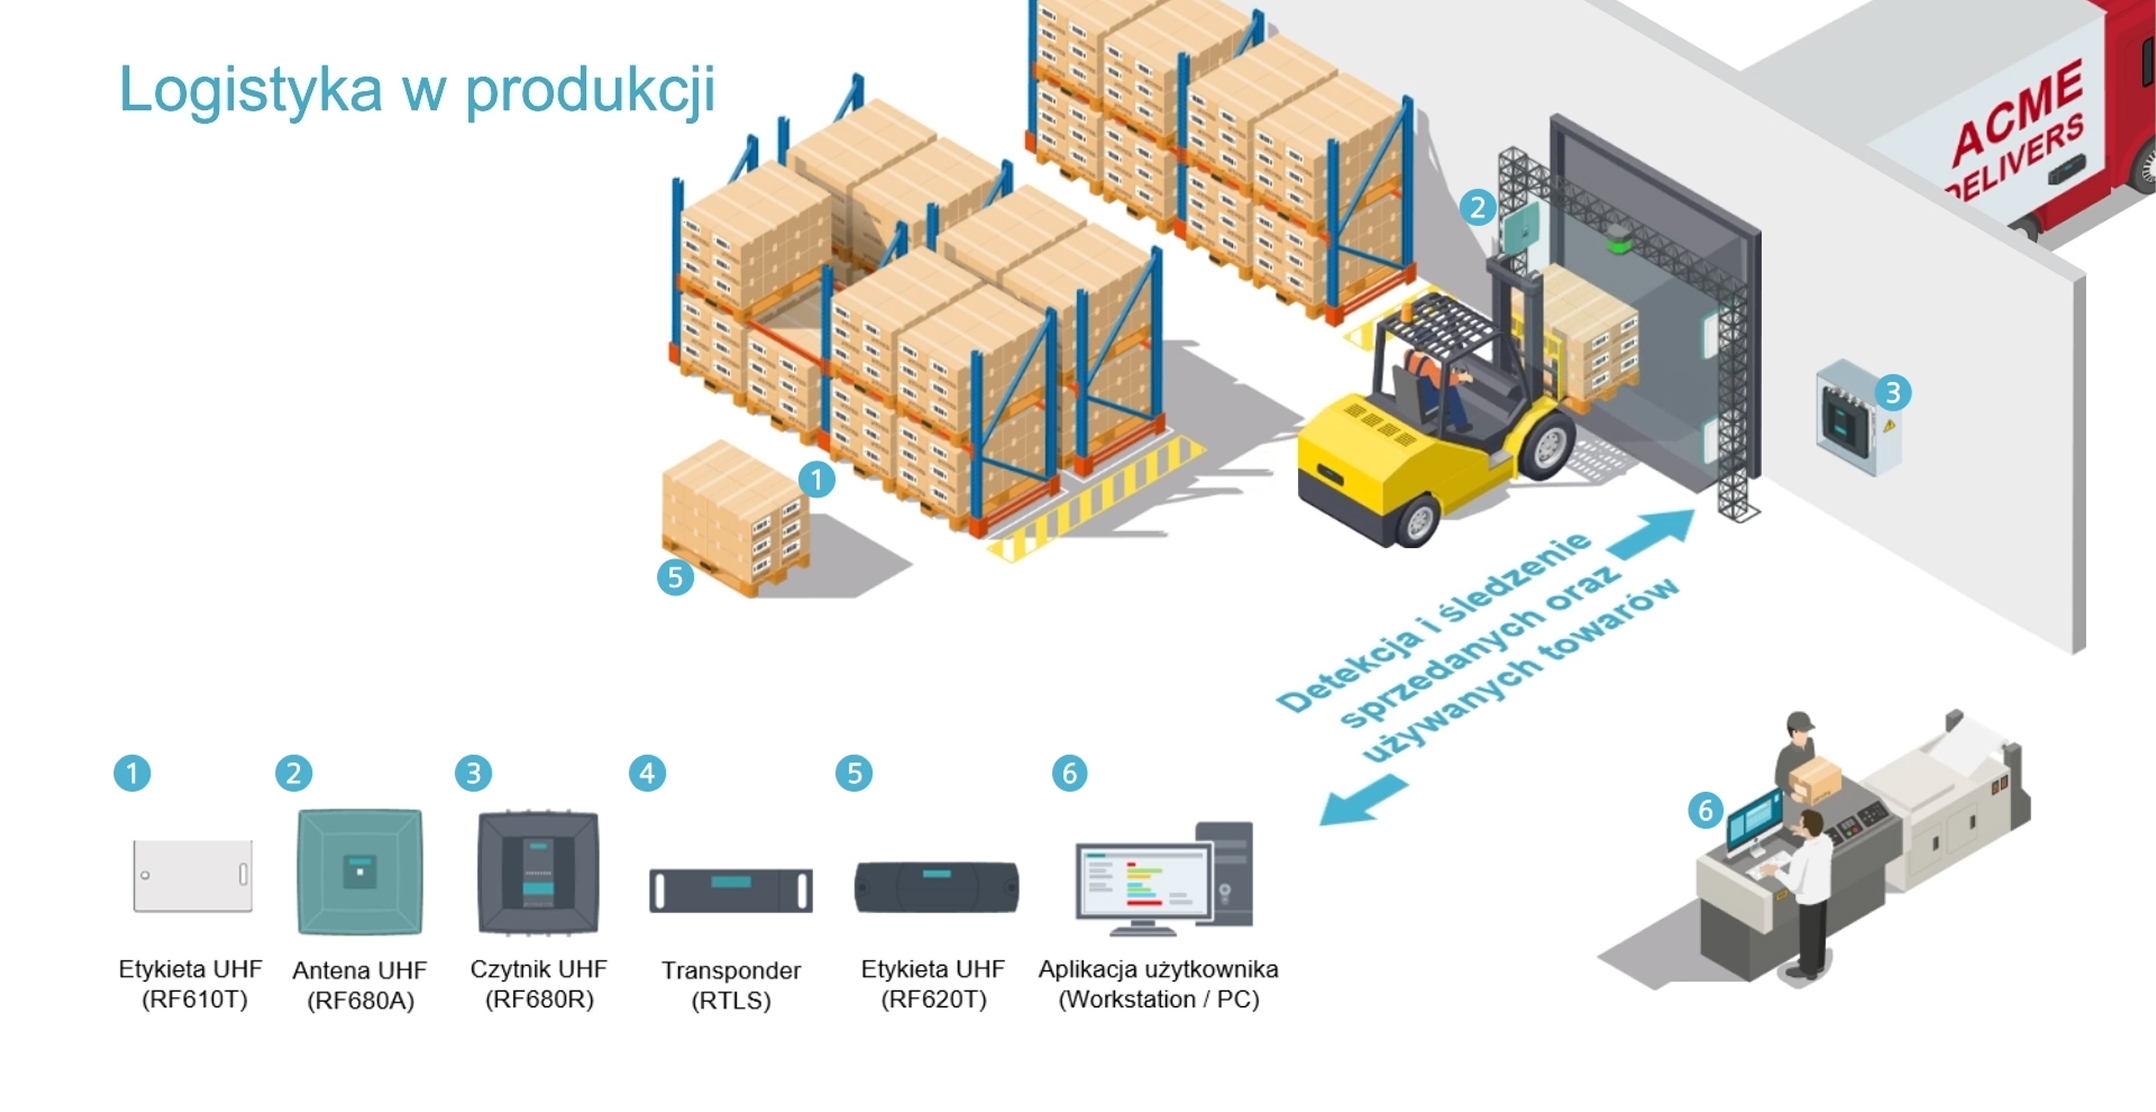 Logistyka w produkcji
ACME
DELIVERS
2
3
1
5
Detekcja i śledzenie
sprzedanych oraz
używanych towarów
6
1
2
3
4
5
6
Etykieta UHF
(RF610T)
Antena UHF
(RF680A)
Czytnik UHF
(RF680R)
Transponder
(RTLS)
Etykieta UHF
(RF620T)
Aplikacja użytkownika
(Workstation / PC)